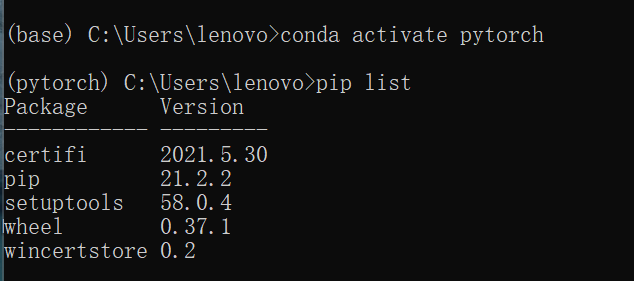 (base) C:\Users\lenovo>conda activate pytorch
(pytorch) C:\Users\lenovo>pip list
Package      Version
------------ ---------
certifi      2021.5.30
pip          21.2.2
setuptools   58.0.4
wheel        0.37.1
wincertstore 0.2